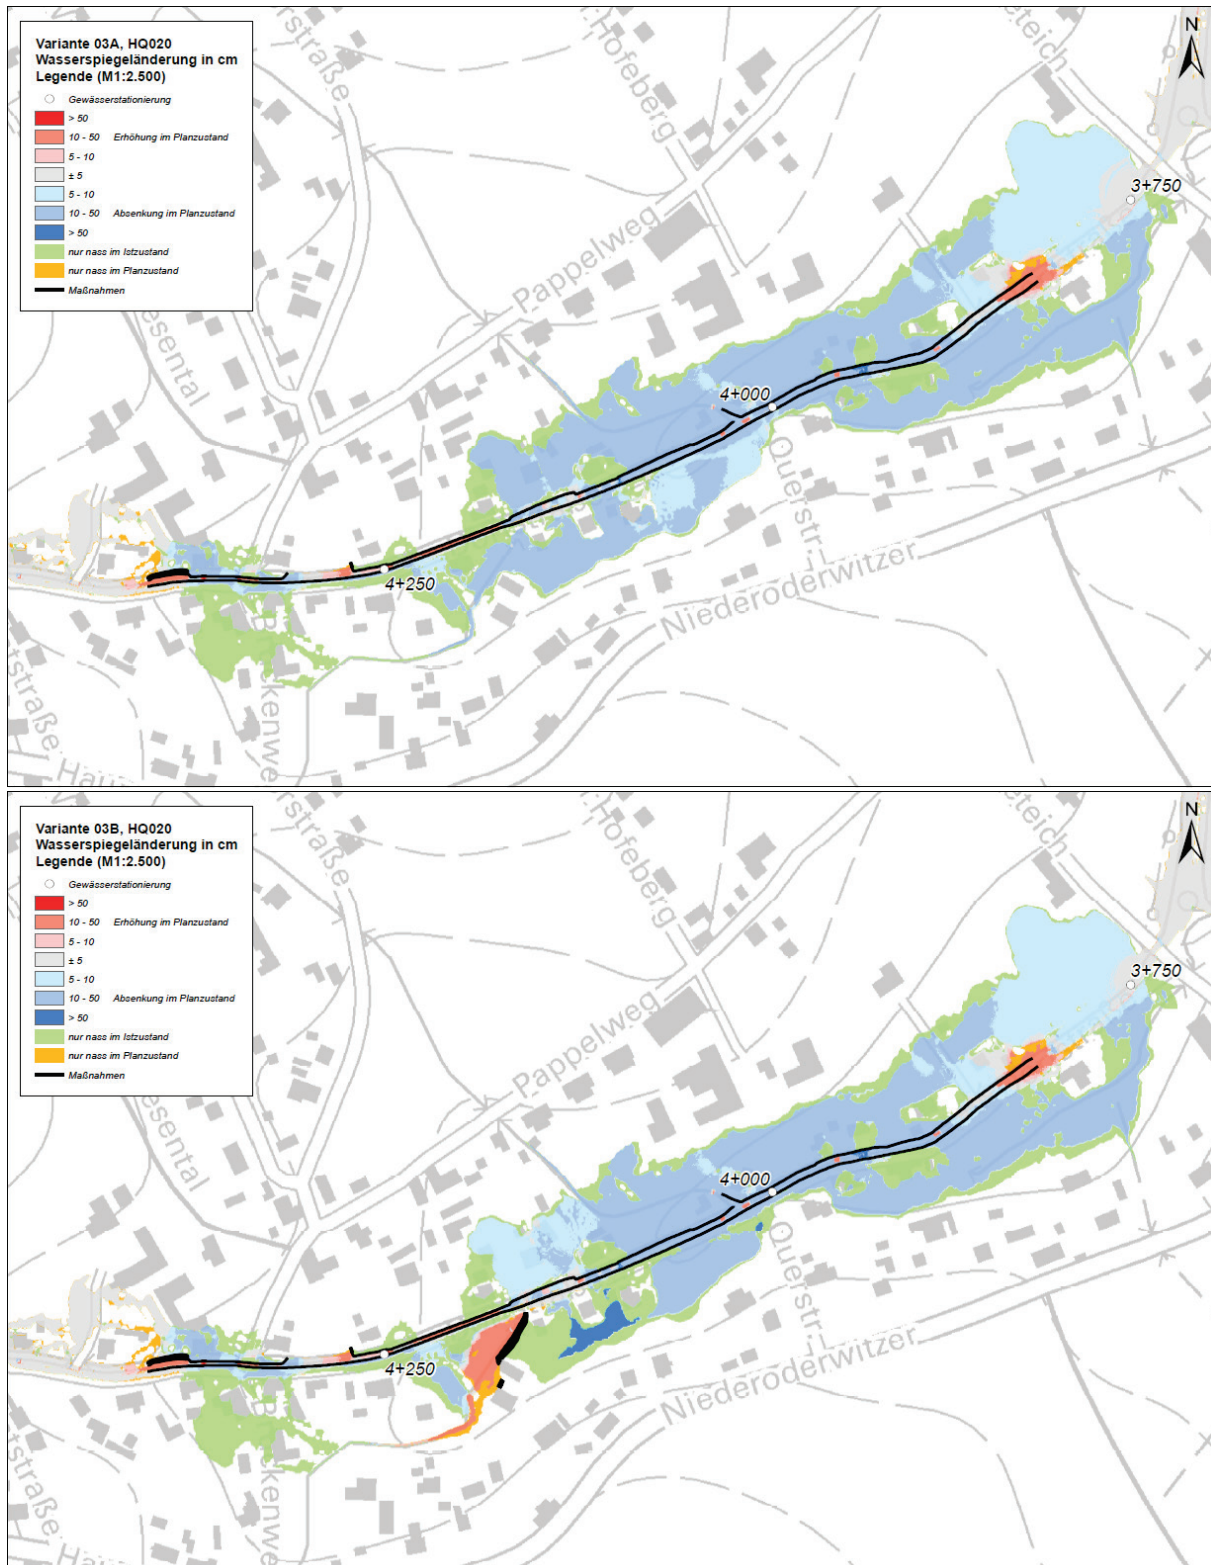 Variante 03A, HQ020
Wasserspiegeländerung in cm
Legende (M1:2.500)
Gewässerstationierung
> 50
10 - 50 Erhöhung im Planzustand
5 - 10
± 5
5 - 10
10 - 50 Absenkung im Planzustand
> 50
nur nass im Istzustand
nur nass im Planzustand
Maßnahmen
N
Hofeberg
eteich
3+750
Pappelweg
esental
4+000
Querstr.
4+250
Niederoderwitzer
Variante 03B, HQ020
Wasserspiegeländerung in cm
Legende (M1:2.500)
Gewässerstationierung
> 50
10 - 50 Erhöhung im Planzustand
5 - 10
± 5
5 - 10
10 - 50 Absenkung im Planzustand
> 50
nur nass im Istzustand
nur nass im Planzustand
Maßnahmen
N
Hofeberg
eteich
3+750
Pappelweg
esental
4+000
Querstr.
4+250
Niederoderwitzer